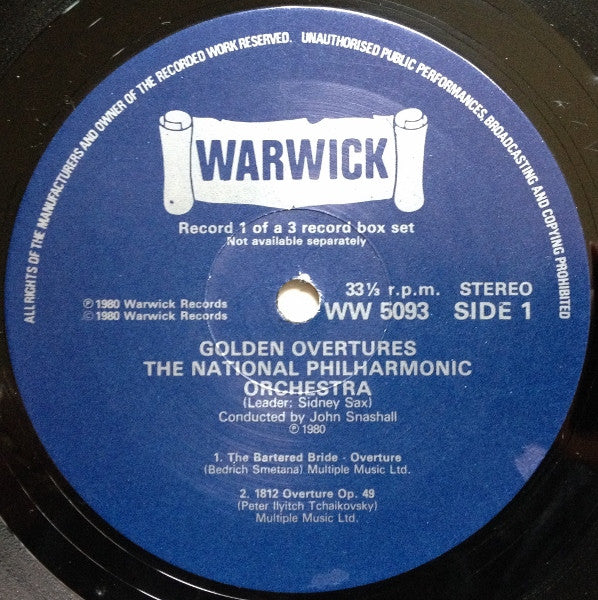 ALL RIGHTS OF THE MANUFACTURERS AND OWNER OF THE RECORDED WORK RESERVED. UNAUTHORISED PUBLIC PERFORMANCES, BROADCASTING AND COPYING PROHIBITED
WARWICK
Record 1 of a 3 record box set
Not available separately
℗ 1980 Warwick Records
© 1980 Warwick Records
33⅓ r.p.m. STEREO
WW 5093 SIDE 1
GOLDEN OVERTURES
THE NATIONAL PHILHARMONIC
ORCHESTRA
(Leader: Sidney Sax)
Conducted by John Snashall
℗ 1980
1. The Bartered Bride - Overture
(Bedrich Smetana) Multiple Music Ltd.
2. 1812 Overture Op. 49
(Peter Ilyitch Tchaikovsky)
Multiple Music Ltd.